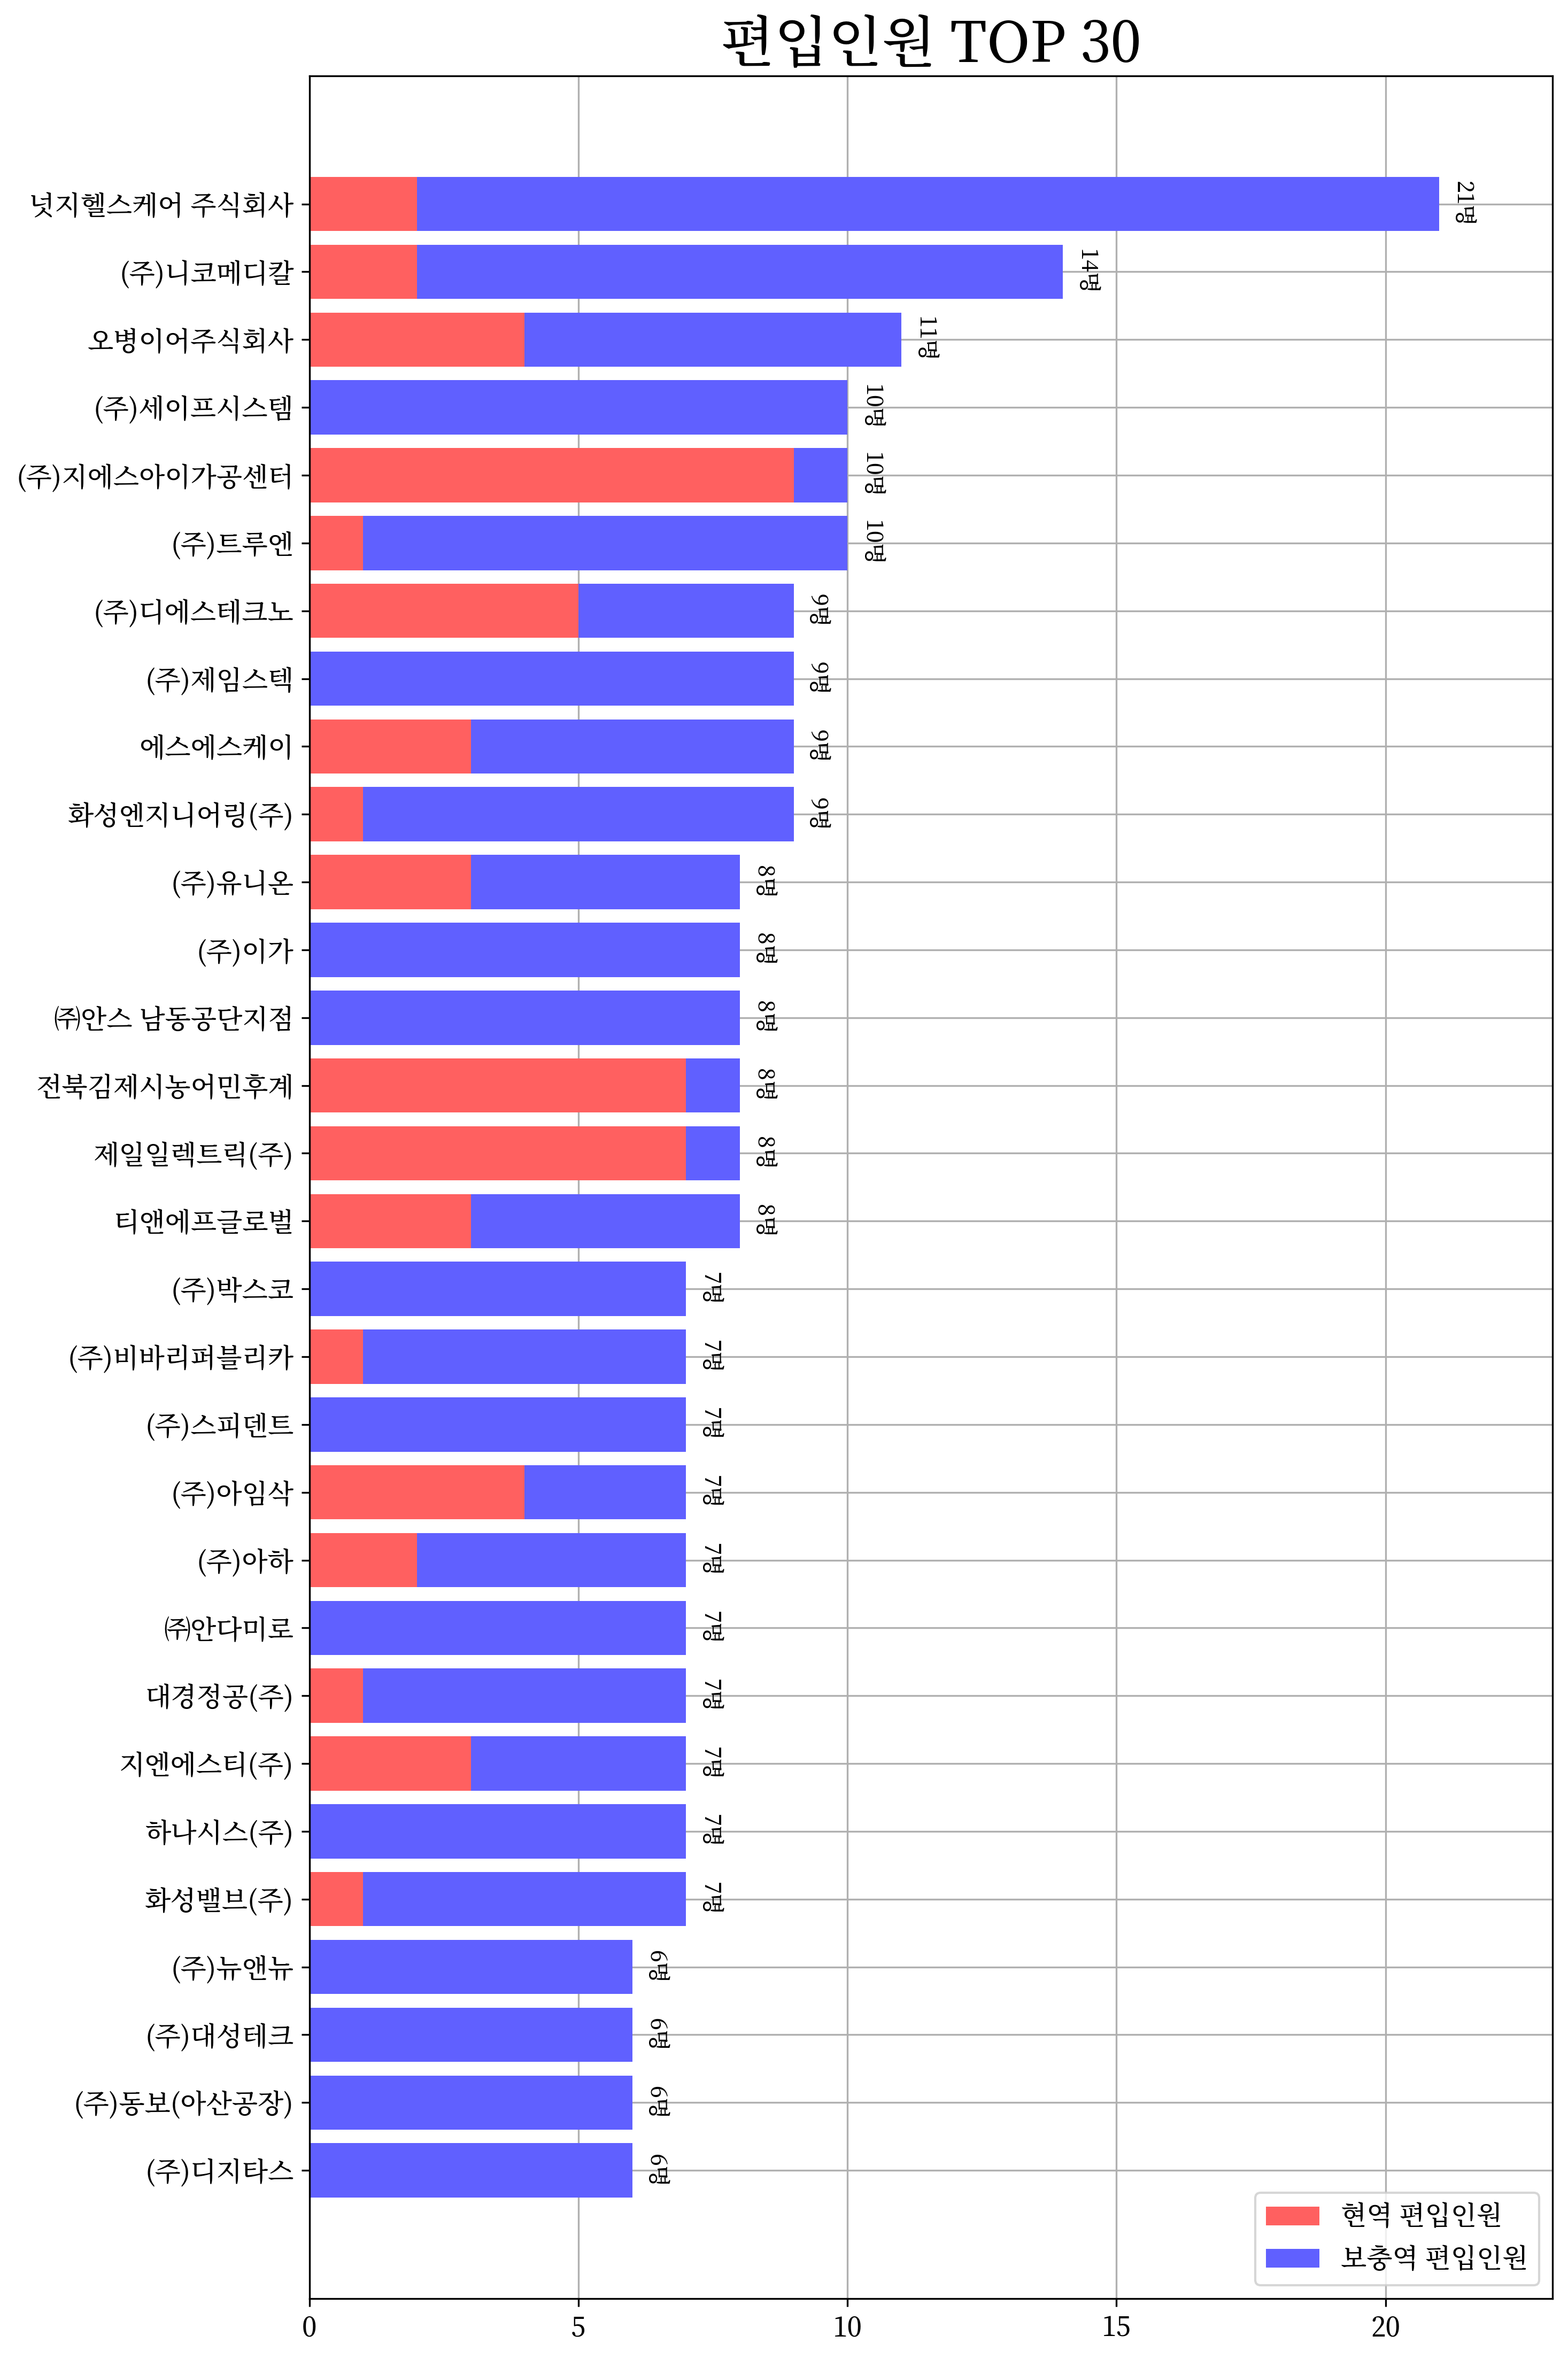 편입인원 TOP 30
넛지헬스케어 주식회사
21명
(주)니코메디칼
14명
오병이어주식회사
11명
(주)세이프시스템
10명
(주)지에스아이가공센터
10명
(주)트루엔
10명
(주)디에스테크노
9명
(주)제임스텍
9명
에스에스케이
9명
화성엔지니어링(주)
9명
(주)유니온
8명
(주)이가
8명
㈜안스 남동공단지점
8명
전북김제시농어민후계
8명
제일일렉트릭(주)
8명
티앤에프글로벌
8명
(주)박스코
7명
(주)비바리퍼블리카
7명
(주)스피덴트
7명
(주)아임삭
7명
(주)아하
7명
㈜안다미로
7명
대경정공(주)
7명
지엔에스티(주)
7명
하나시스(주)
7명
화성밸브(주)
7명
(주)뉴앤뉴
6명
(주)대성테크
6명
(주)동보(아산공장)
6명
(주)디지타스
6명
현역 편입인원
보충역 편입인원
0 5 10 15 20